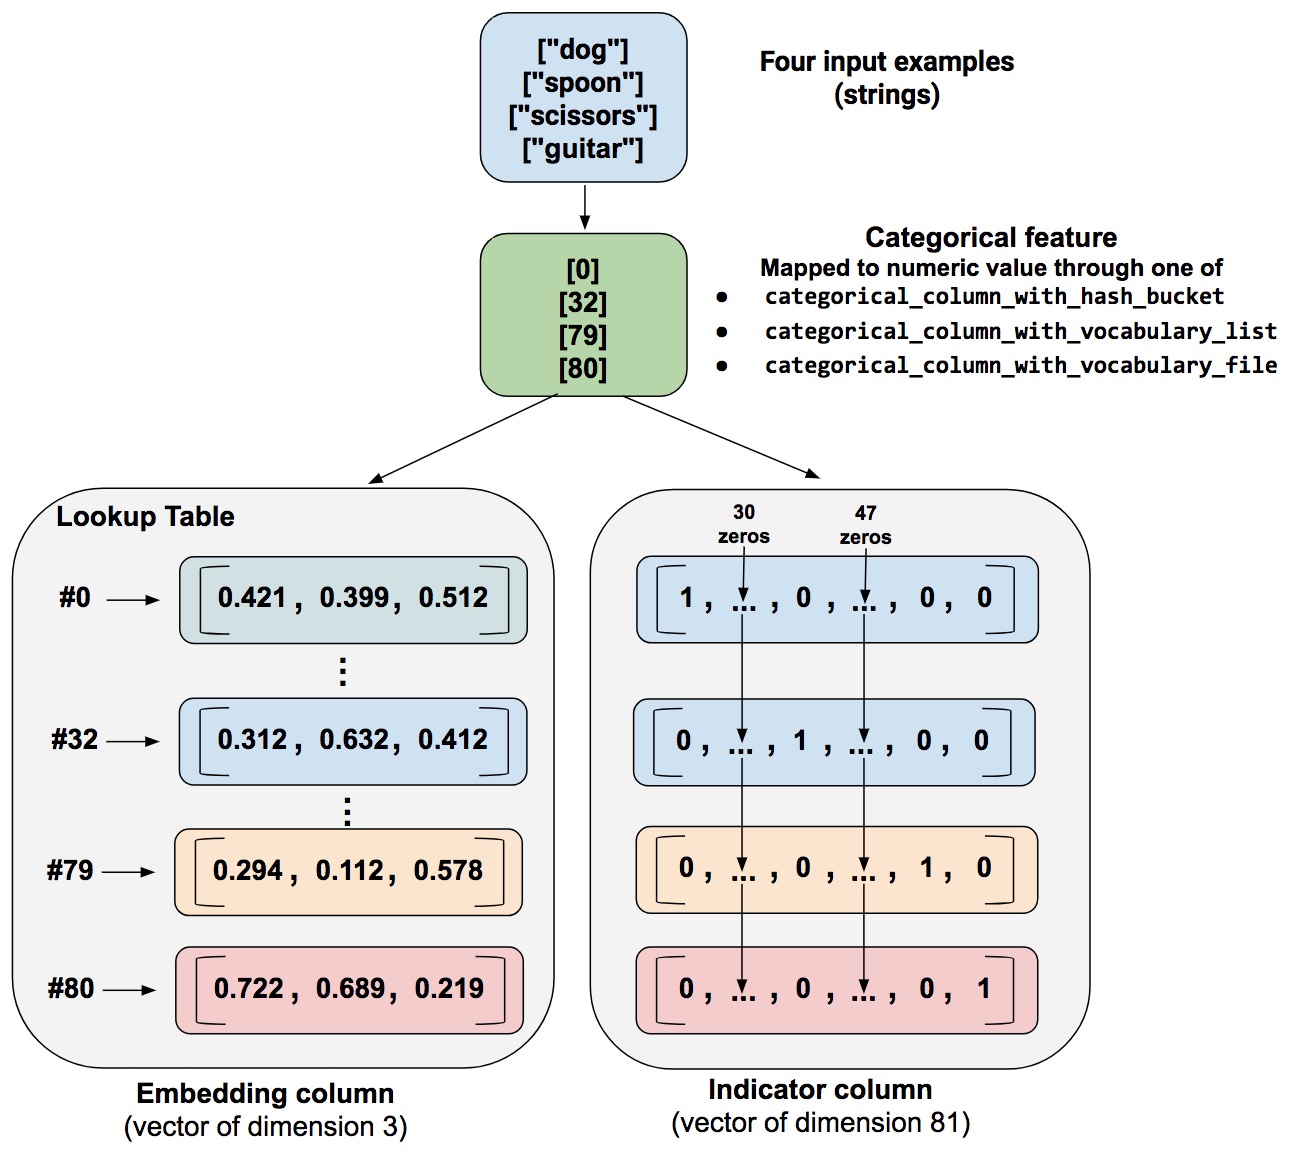 ["dog"]
["spoon"]
["scissors"]
["guitar"]
Four input examples
(strings)
[0]
[32]
[79]
[80]
Categorical feature
Mapped to numeric value through one of
• categorical_column_with_hash_bucket
• categorical_column_with_vocabulary_list
• categorical_column_with_vocabulary_file
Lookup Table
#0
0.421 , 0.399 , 0.512
⋮
#32
0.312 , 0.632 , 0.412
⋮
#79
0.294 , 0.112 , 0.578
#80
0.722 , 0.689 , 0.219
Embedding column
(vector of dimension 3)
30
zeros
47
zeros
1 , ... , 0 , ... , 0 , 0
0 , ... , 1 , ... , 0 , 0
0 , ... , 0 , ... , 1 , 0
0 , ... , 0 , ... , 0 , 1
Indicator column
(vector of dimension 81)